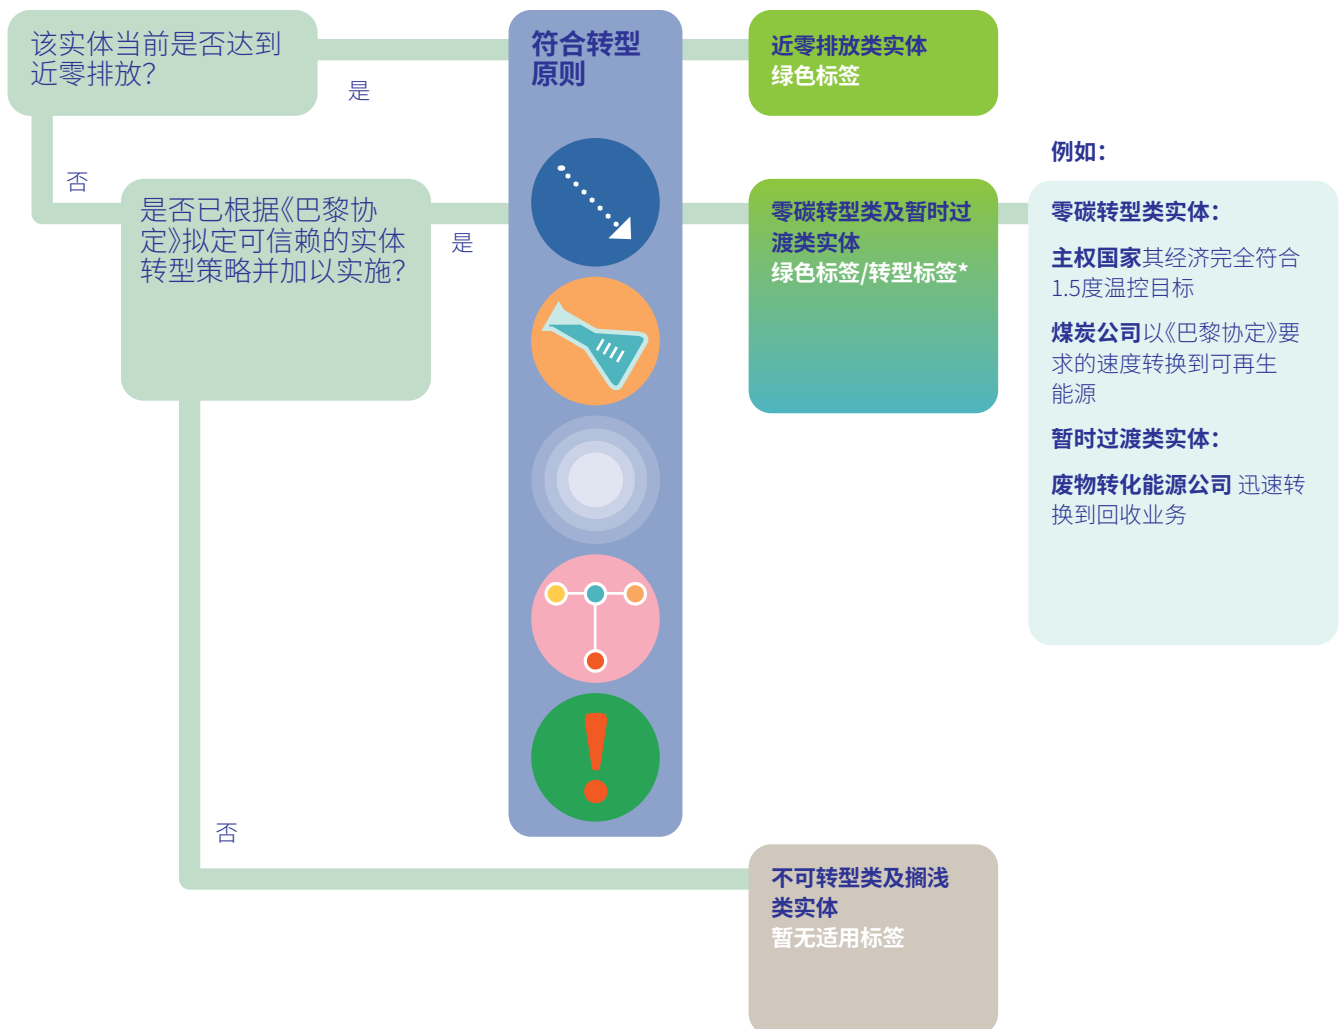 该实体当前是否达到
近零排放?
是
否
是否已根据《巴黎协
定》拟定可信赖的实体
转型策略并加以实施?
是
否
符合转型
原则
近零排放类实体
绿色标签
零碳转型类及暂时过
渡类实体
绿色标签/转型标签*
不可转型类及搁浅
类实体
暂无适用标签
例如：
零碳转型类实体：
主权国家其经济完全符合
1.5度温控目标
煤炭公司以《巴黎协定》要
求的速度转换到可再生
能源
暂时过渡类实体：
废物转化能源公司 迅速转
换到回收业务